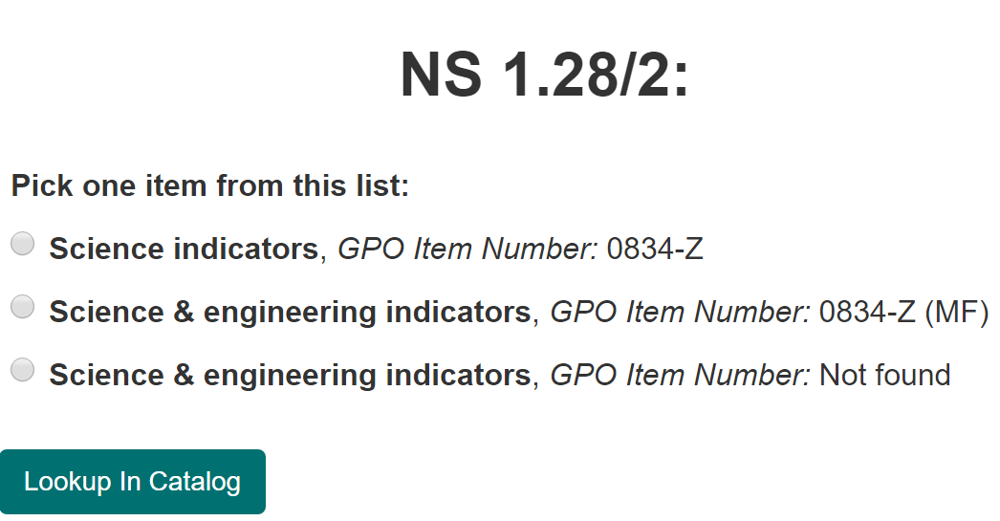 NS 1.28/2:
Pick one item from this list:
Science indicators, GPO Item Number: 0834-Z
Science & engineering indicators, GPO Item Number: 0834-Z (MF)
Science & engineering indicators, GPO Item Number: Not found
Lookup In Catalog